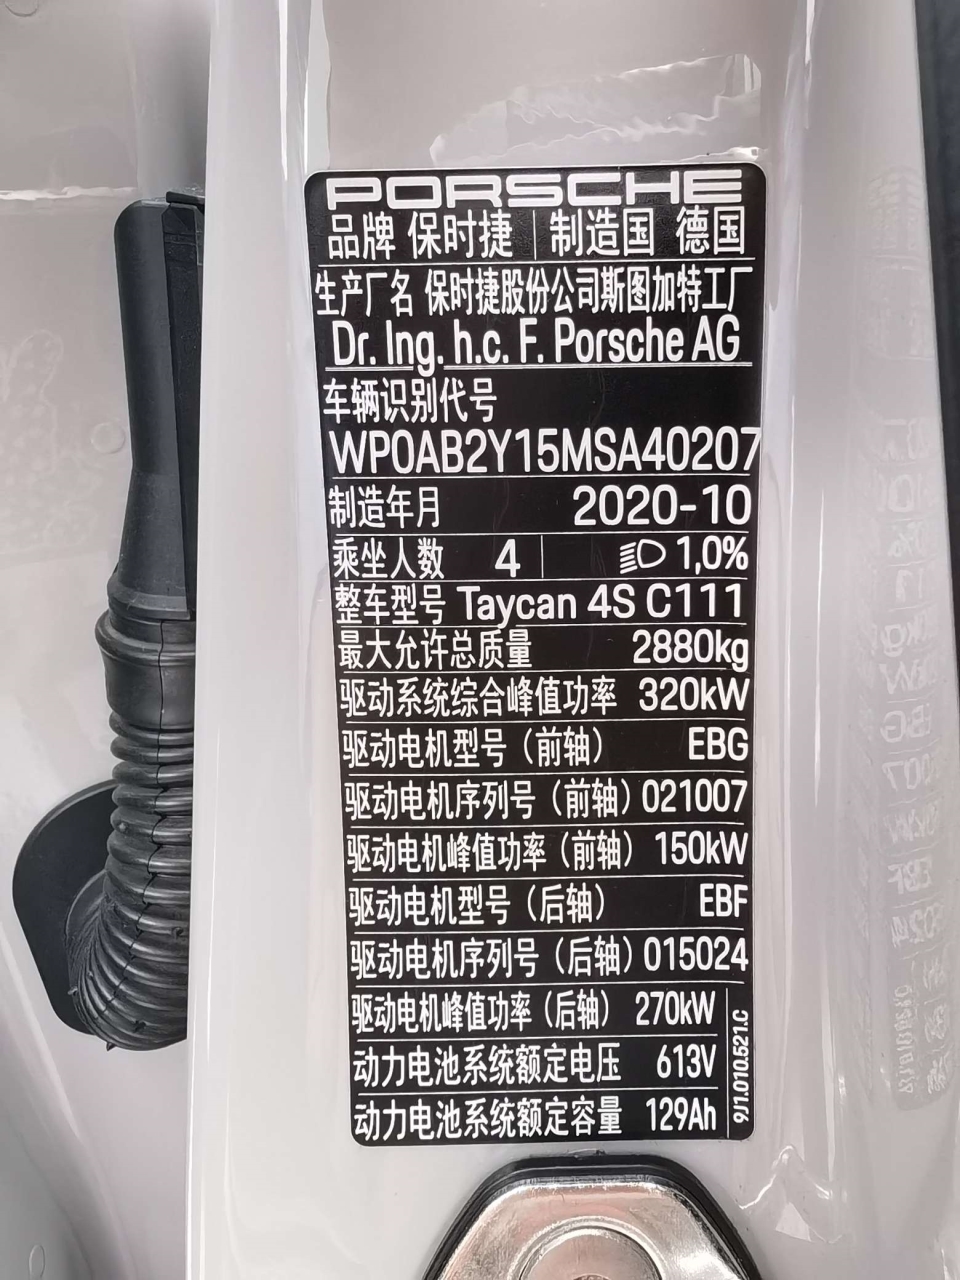 PORSCHE
品牌 保时捷 制造国 德国
生产厂名 保时捷股份公司斯图加特工厂
Dr. Ing. h.c. F. Porsche AG
车辆识别代号
WP0AB2Y15MSA40207
制造年月 2020-10
乘坐人数 4 1,0%
整车型号 Taycan 4S C111
最大允许总质量 2880kg
驱动系统综合峰值功率 320kW
驱动电机型号（前轴） EBG
驱动电机序列号（前轴）021007
驱动电机峰值功率（前轴） 150kW
驱动电机型号（后轴） EBF
驱动电机序列号（后轴）015024
驱动电机峰值功率（后轴） 270kW
动力电池系统额定电压 613V
动力电池系统额定容量 129Ah
9J1.010.521.C